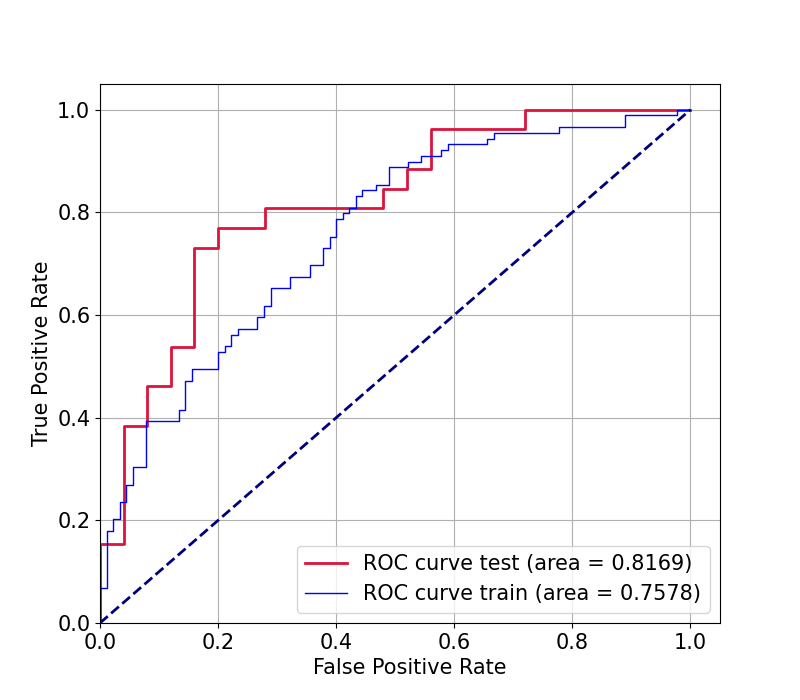 1.0
0.8
0.6
0.4
0.2
0.0
True Positive Rate
ROC curve test (area = 0.8169)
ROC curve train (area = 0.7578)
0.0 0.2 0.4 0.6 0.8 1.0
False Positive Rate